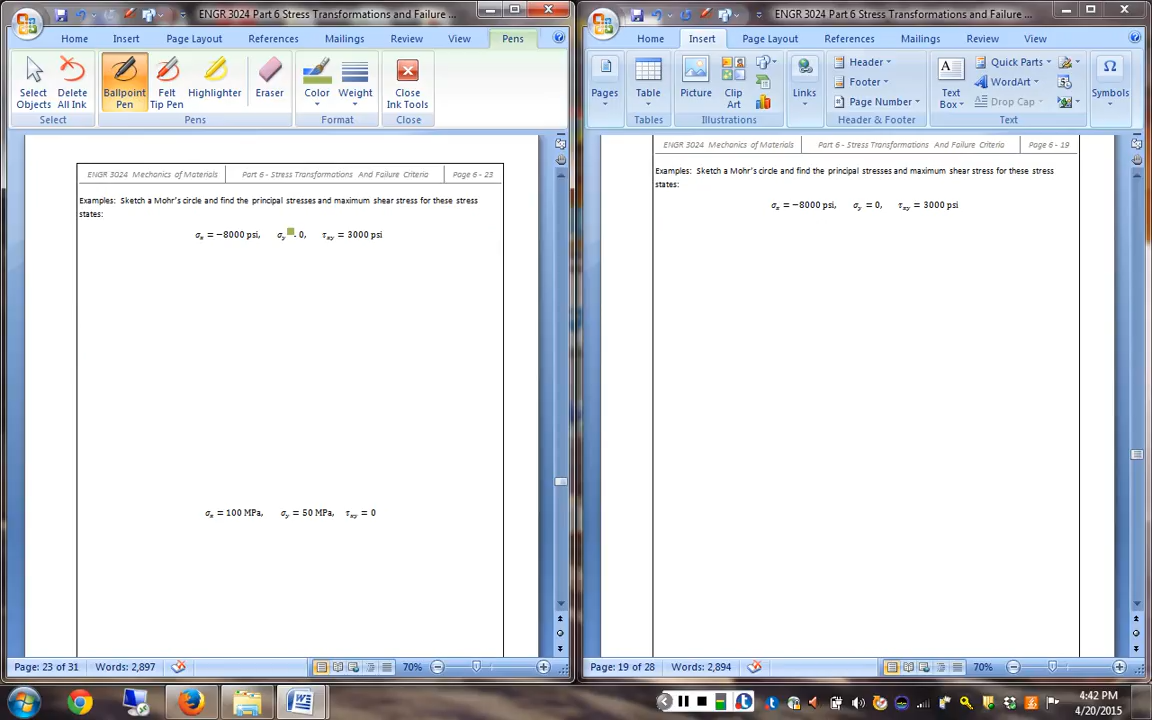 ENGR 3024 Part 6 Stress Transformations and Failure ...
Home Insert Page Layout References Mailings Review View Pens
Select Objects Delete All Ink Ballpoint Pen Felt Tip Pen Highlighter Eraser Color Weight Close Ink Tools
Select Pens Format Close
ENGR 3024 Mechanics of Materials Part 6 - Stress Transformations And Failure Criteria Page 6 - 23
Examples: Sketch a Mohr's circle and find the principal stresses and maximum shear stress for these stress
states:
σx = −8000 psi, σy 0, τxy = 3000 psi
σx = 100 MPa, σy = 50 MPa, τxy = 0
Page: 23 of 31 Words: 2,897 70%
ENGR 3024 Part 6 Stress Transformations and Failure ...
Home Insert Page Layout References Mailings Review View
Pages Table Picture Clip Art Links Header Footer Page Number Text Box Quick Parts WordArt Drop Cap Symbols
Tables Illustrations Header & Footer Text
ENGR 3024 Mechanics of Materials Part 6 - Stress Transformations And Failure Criteria Page 6 - 19
Examples: Sketch a Mohr's circle and find the principal stresses and maximum shear stress for these stress
states:
σx = −8000 psi, σy = 0, τxy = 3000 psi
Page: 19 of 28 Words: 2,894 70%
4:42 PM
4/20/2015